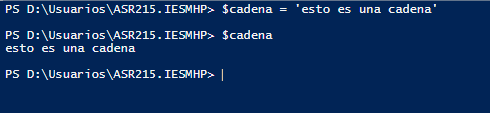 PS D:\Usuarios\ASR215.IESMHP> $cadena = 'esto es una cadena'
PS D:\Usuarios\ASR215.IESMHP> $cadena
esto es una cadena
PS D:\Usuarios\ASR215.IESMHP>